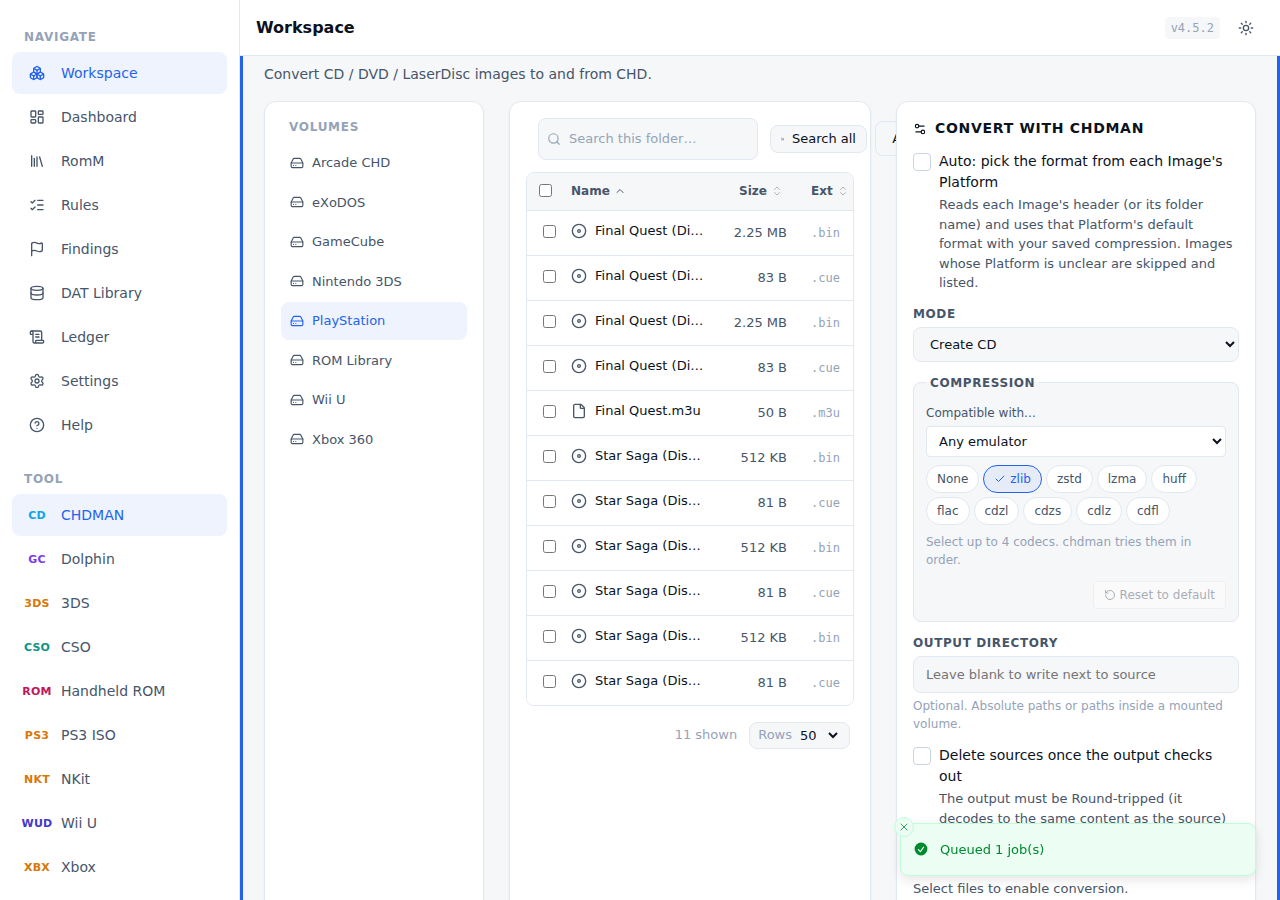 NAVIGATE
Workspace
Dashboard
RomM
Rules
Findings
DAT Library
Ledger
Settings
Help
TOOL
CD CHDMAN
GC Dolphin
3DS 3DS
CSO CSO
ROM Handheld ROM
PS3 PS3 ISO
NKT NKit
WUD Wii U
XBX Xbox
Workspace
v4.5.2
Convert CD / DVD / LaserDisc images to and from CHD.
VOLUMES
Arcade CHD
eXoDOS
GameCube
Nintendo 3DS
PlayStation
ROM Library
Wii U
Xbox 360
Search this folder…
Search all
Name Size Ext
Final Quest (Di… 2.25 MB .bin
Final Quest (Di… 83 B .cue
Final Quest (Di… 2.25 MB .bin
Final Quest (Di… 83 B .cue
Final Quest.m3u 50 B .m3u
Star Saga (Dis… 512 KB .bin
Star Saga (Dis… 81 B .cue
Star Saga (Dis… 512 KB .bin
Star Saga (Dis… 81 B .cue
Star Saga (Dis… 512 KB .bin
Star Saga (Dis… 81 B .cue
11 shown Rows 50
CONVERT WITH CHDMAN
Auto: pick the format from each Image's
Platform
Reads each Image's header (or its folder
name) and uses that Platform's default
format with your saved compression. Images
whose Platform is unclear are skipped and
listed.
MODE
Create CD
COMPRESSION
Compatible with…
Any emulator
None zlib zstd lzma huff
flac cdzl cdzs cdlz cdfl
Select up to 4 codecs. chdman tries them in
order.
Reset to default
OUTPUT DIRECTORY
Leave blank to write next to source
Optional. Absolute paths or paths inside a mounted
volume.
Delete sources once the output checks
out
The output must be Round-tripped (it
decodes to the same content as the source)
Queued 1 job(s)
Select files to enable conversion.